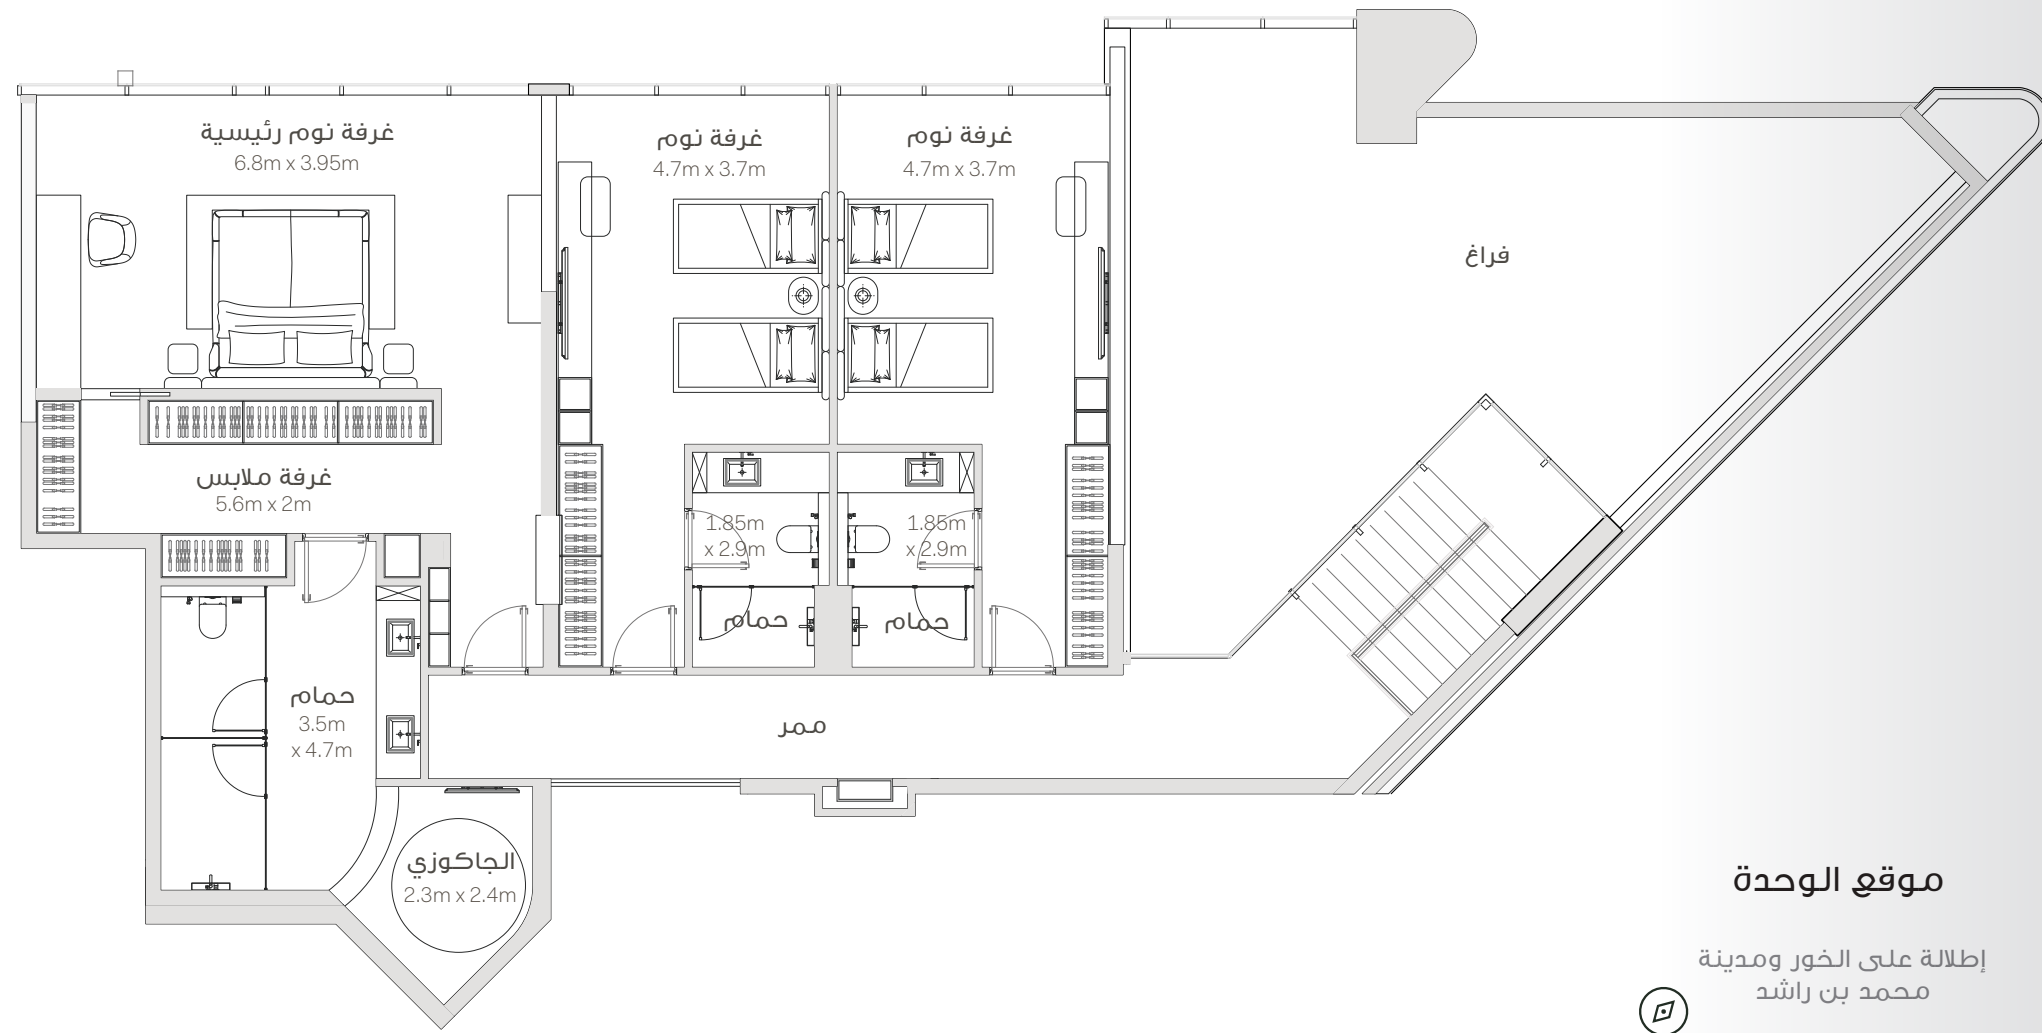 غرفة نوم رئيسية
6.8m x 3.95m
غرفة نوم
4.7m x 3.7m
غرفة نوم
4.7m x 3.7m
فراغ
غرفة ملابس
5.6m x 2m
1.85m
x 2.9m
1.85m
x 2.9m
حمام
حمام
حمام
3.5m
x 4.7m
ممر
الجاكوزي
2.3m x 2.4m
موقع الوحدة
إطلالة على الخور ومدينة
محمد بن راشد